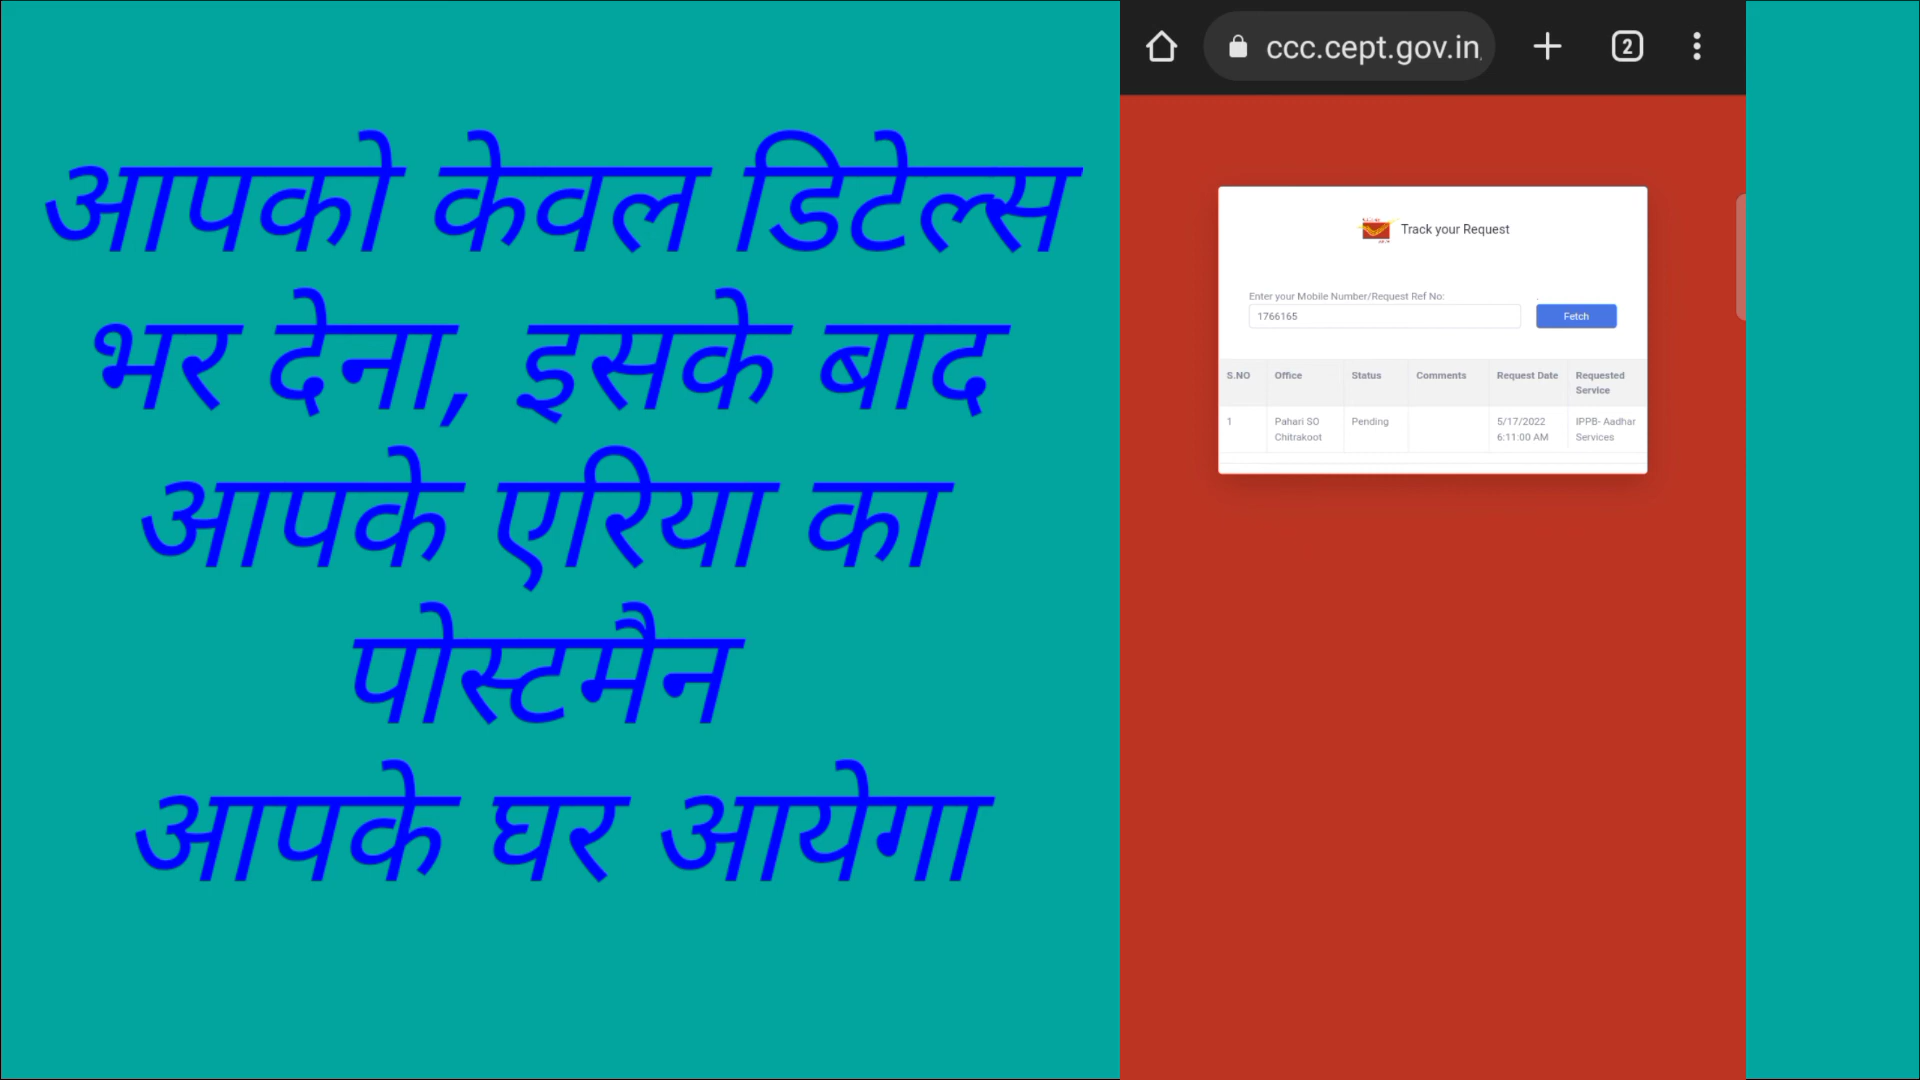 आपको केवल डिटेल्स
भर देना, इसके बाद
आपके एरिया का
पोस्टमैन
आपके घर आयेगा
ccc.cept.gov.in
2
Track your Request
Enter your Mobile Number/Request Ref No:
1766165
Fetch
S.NO Office Status Comments Request Date Requested Service
1 Pahari SO Chitrakoot Pending 5/17/2022 6:11:00 AM IPPB- Aadhar Services